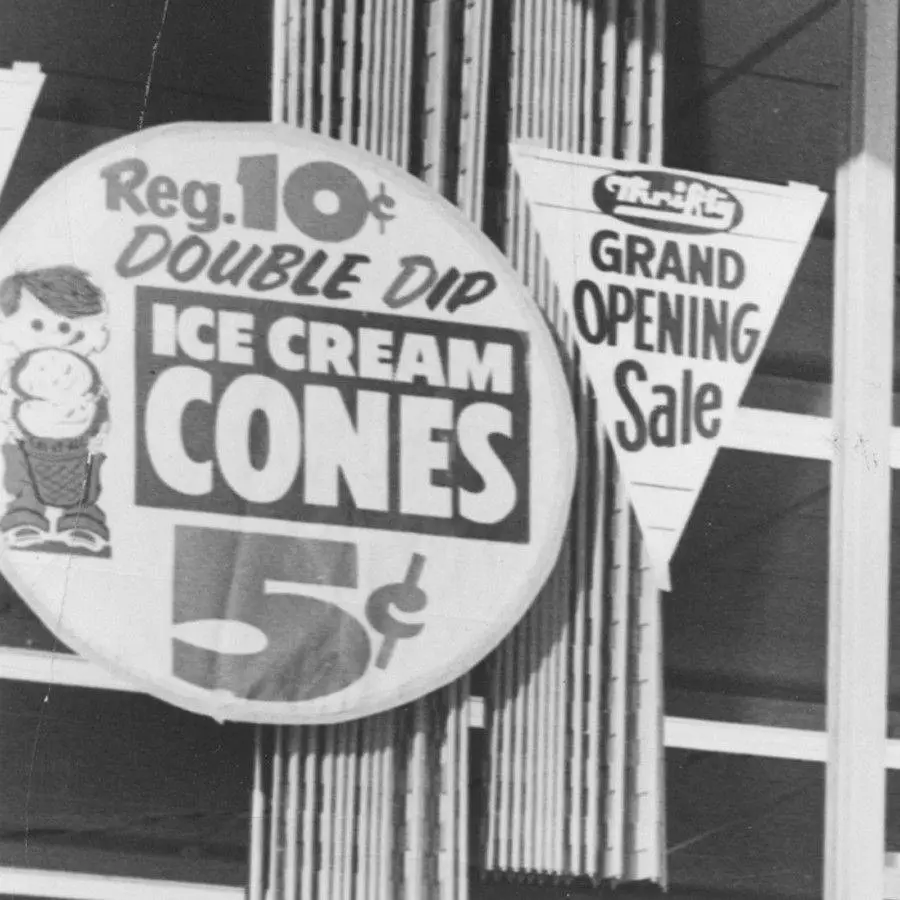 Reg. 10¢
DOUBLE DIP
ICE CREAM
CONES
5¢
Thrifty
GRAND
OPENING
Sale